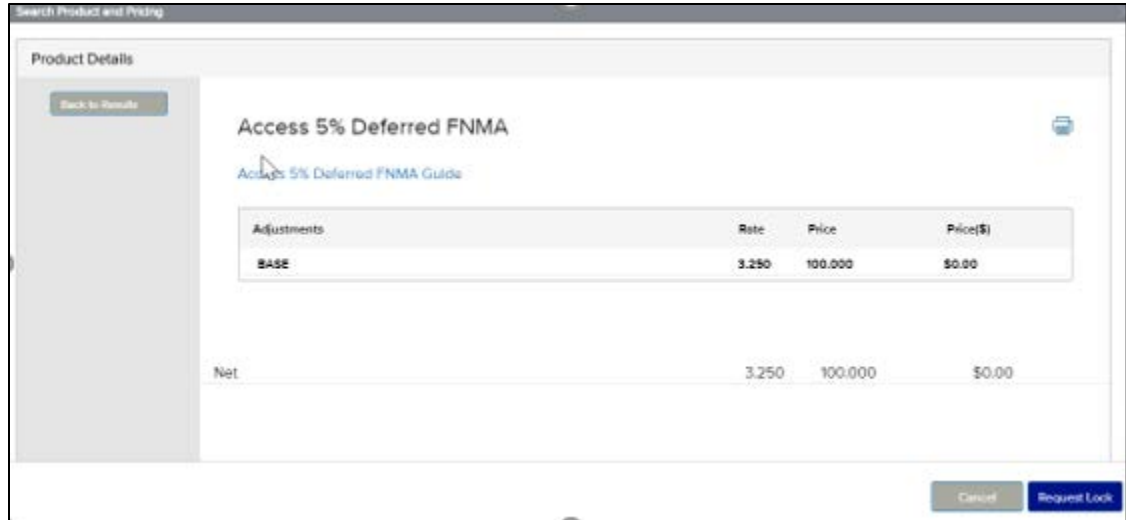 Search Product and Pricing
Product Details
Back to Results
Access 5% Deferred FNMA
Access 5% Deferred FNMA Guide
Adjustments Rate Price Price($)
BASE 3.250 100.000 $0.00
Net 3.250 100.000 $0.00
Cancel Request Lock